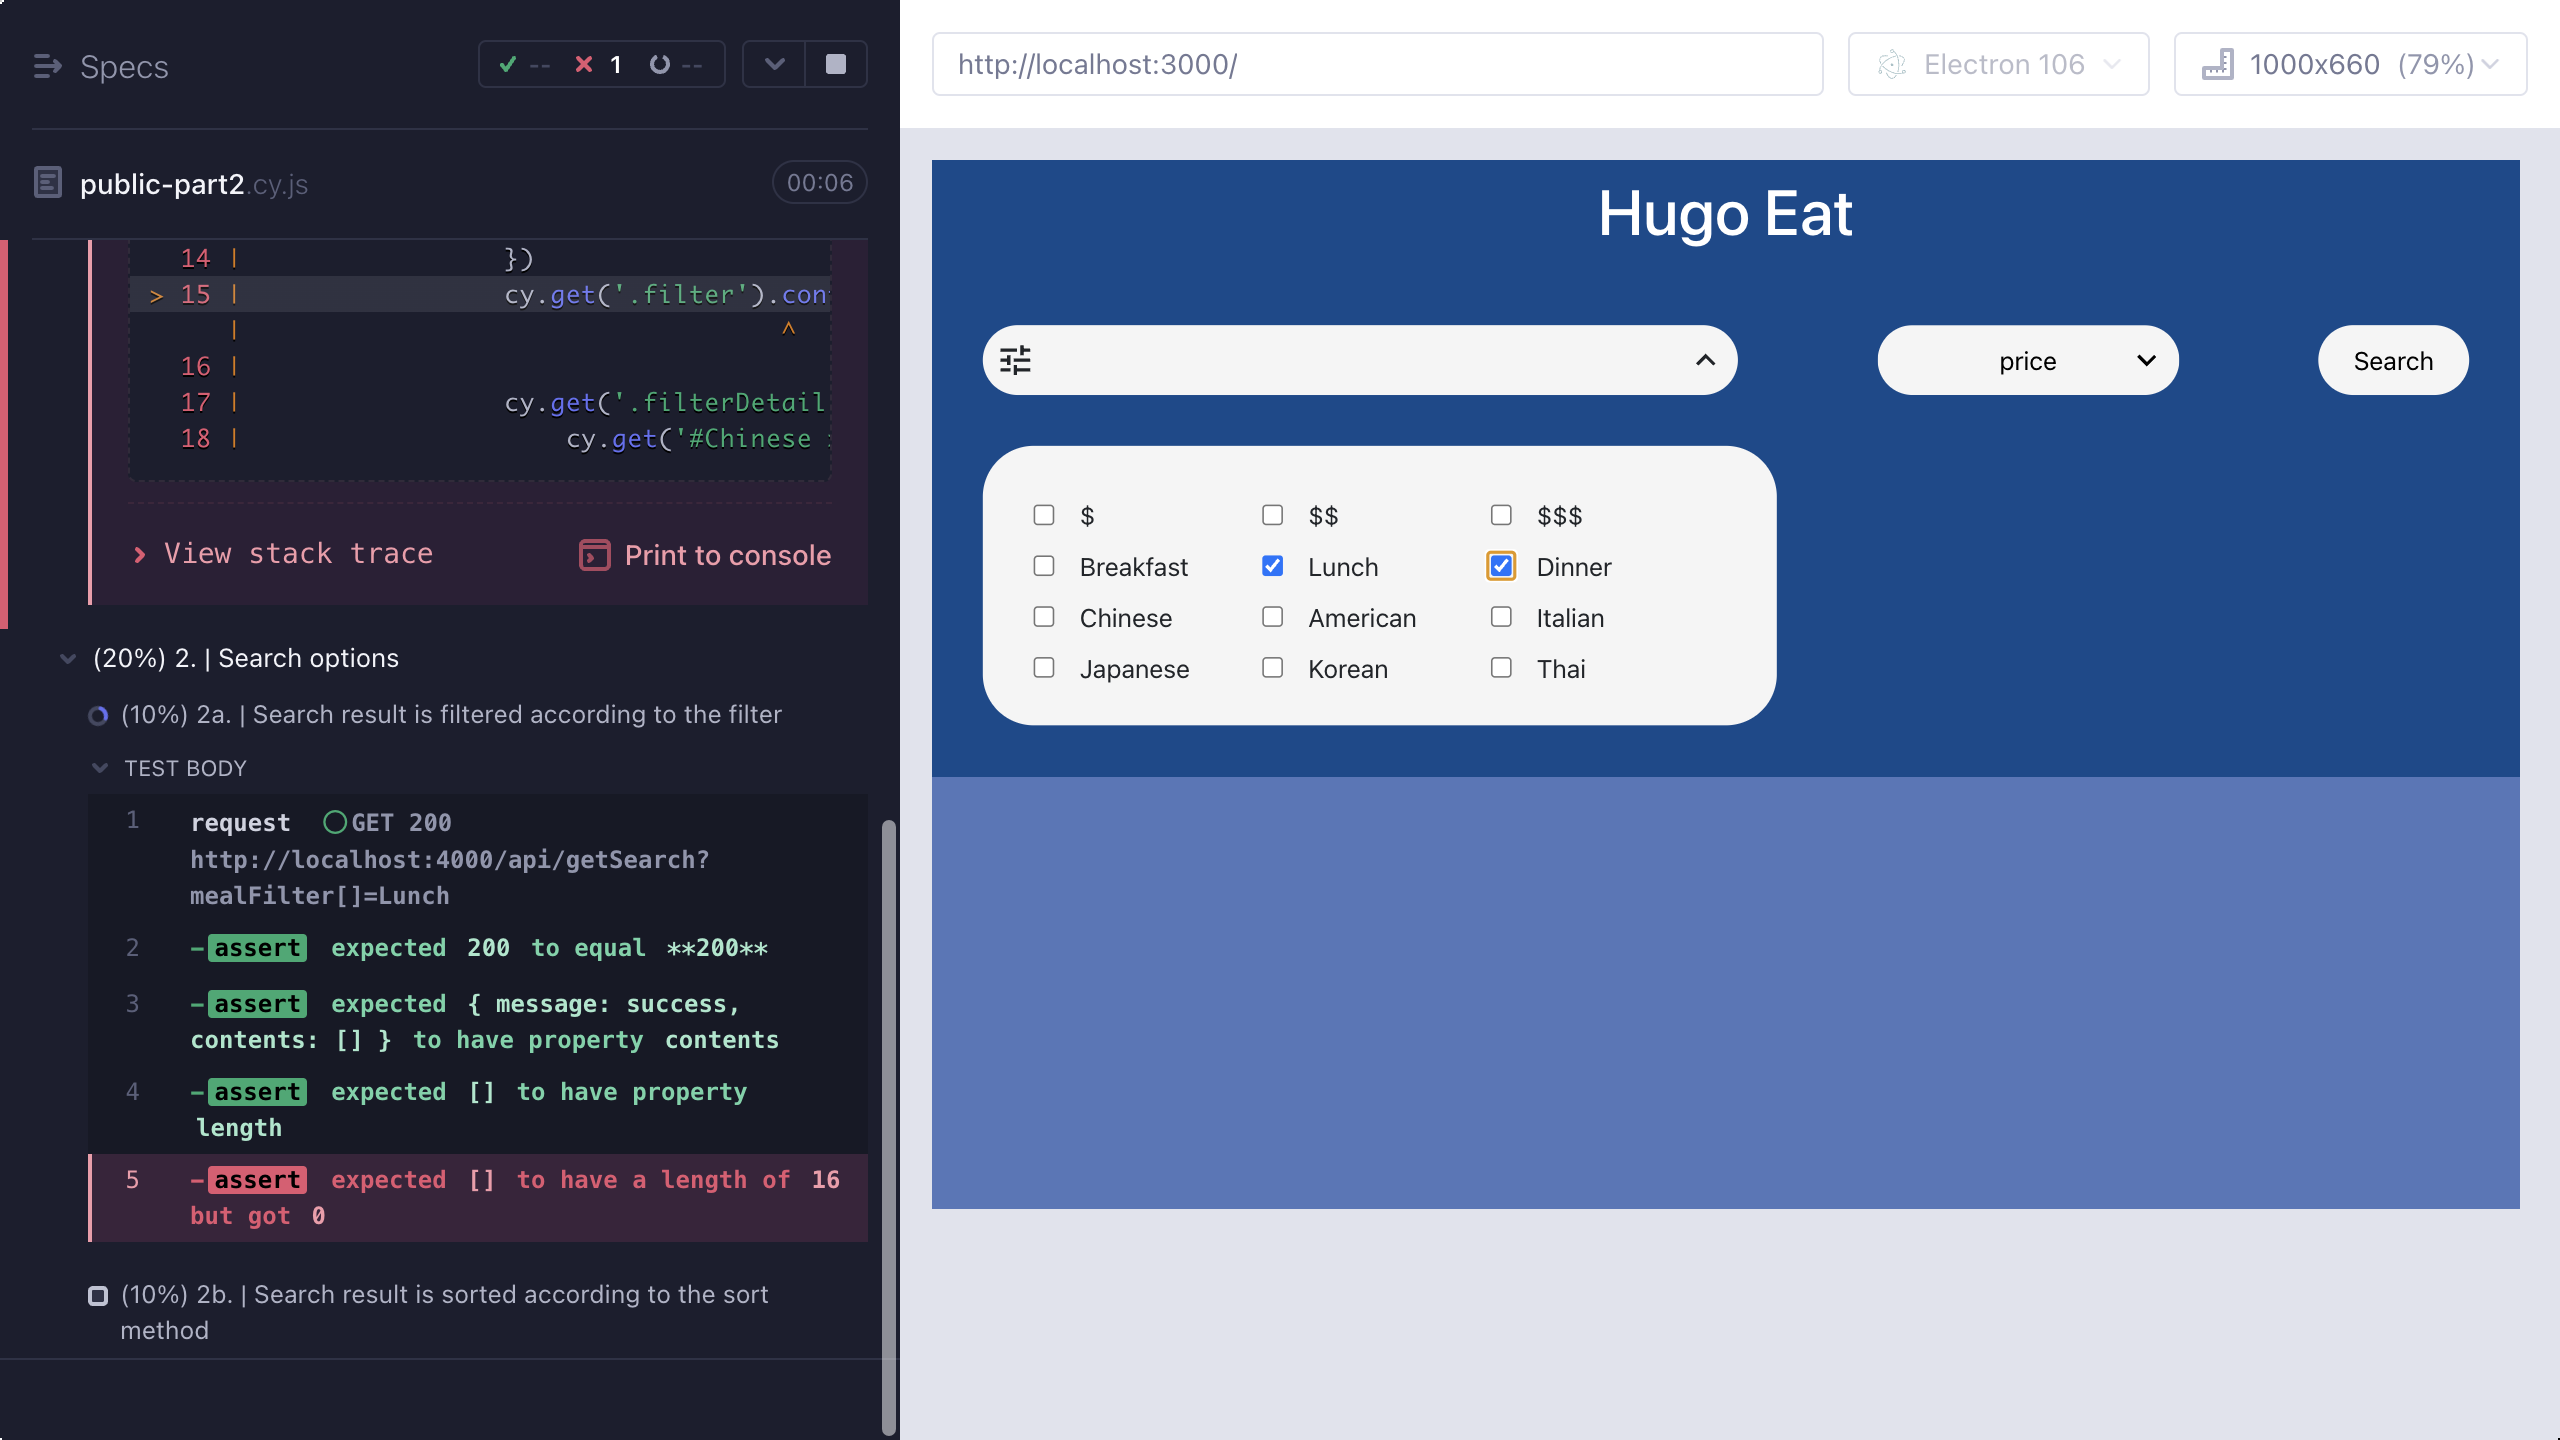 Specs
-- 1 --
public-part2.cy.js
00:06
14 | })
> 15 | cy.get('.filter').con
| ^
16 |
17 | cy.get('.filterDetail
18 | cy.get('#Chinese
View stack trace
Print to console
(20%) 2. | Search options
(10%) 2a. | Search result is filtered according to the filter
TEST BODY
1 request GET 200
http://localhost:4000/api/getSearch?
mealFilter[]=Lunch
2 -assert expected 200 to equal **200**
3 -assert expected { message: success,
contents: [] } to have property contents
4 -assert expected [] to have property
length
5 -assert expected [] to have a length of 16
but got 0
(10%) 2b. | Search result is sorted according to the sort
method
http://localhost:3000/
Electron 106
1000x660 (79%)
Hugo Eat
price
Search
$ $$ $$$
Breakfast Lunch Dinner
Chinese American Italian
Japanese Korean Thai